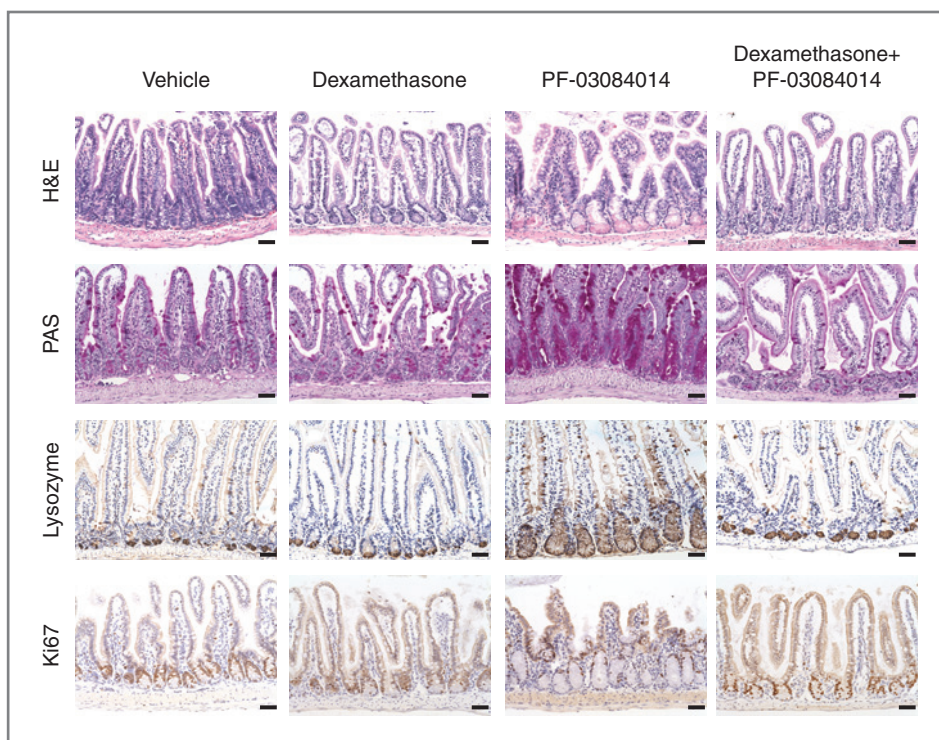 Vehicle
Dexamethasone
PF-03084014
Dexamethasone+
PF-03084014
H&E
PAS
Lysozyme
Ki67